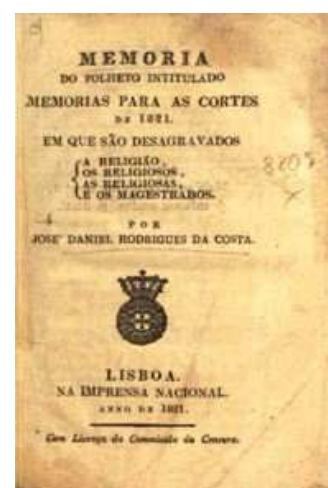 MEMORIA
DO FOLHETO INTITULADO
MEMORIAS PARA AS CORTES
DE 1821.
EM QUE SÃO DESAGRAVADOS
A RELIGIÃO,
OS RELIGIOSOS,
AS RELIGIOSAS,
E OS MAGESTRADOS.
POR
JOSE' DANIEL RODRIGUES DA COSTA.
LISBOA.
NA IMPRENSA NACIONAL.
ANNO DE 1821.
Com Licença da Commissão de Censura.